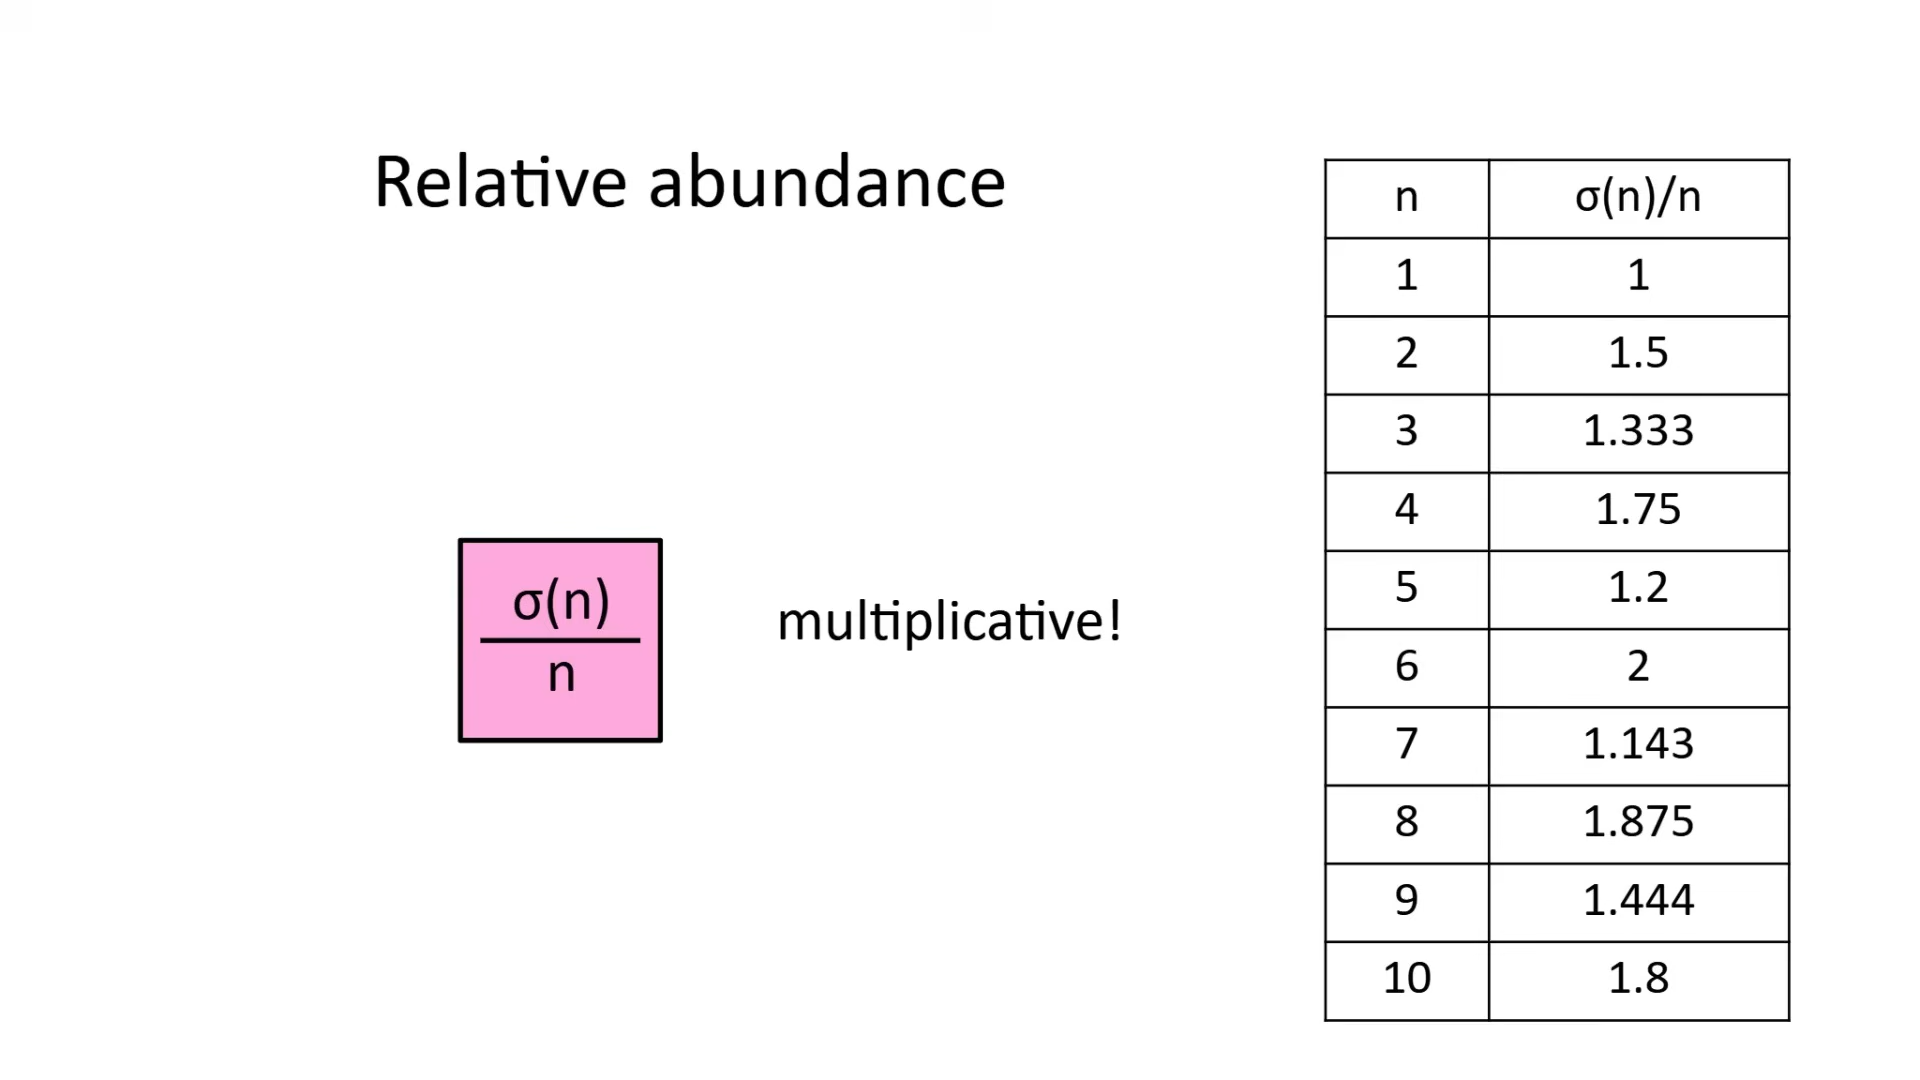 Relative abundance
σ(n)
n
multiplicative!
n σ(n)/n
1 1
2 1.5
3 1.333
4 1.75
5 1.2
6 2
7 1.143
8 1.875
9 1.444
10 1.8